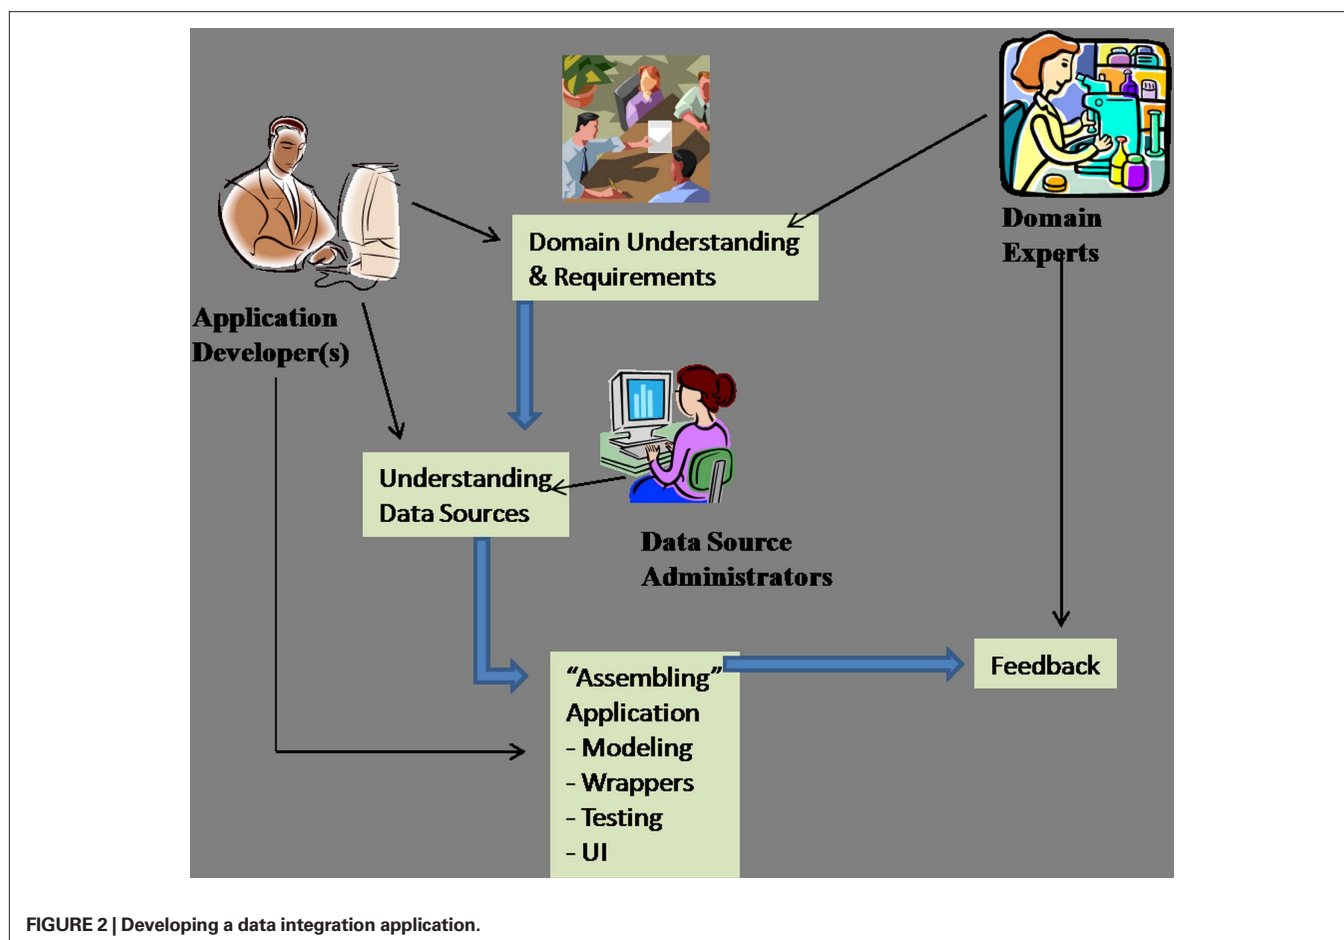 Domain
Experts
Domain Understanding
& Requirements
Application
Developer(s)
Understanding
Data Sources
Data Source
Administrators
“Assembling”
Application
- Modeling
- Wrappers
- Testing
- UI
Feedback
FIGURE 2 | Developing a data integration application.